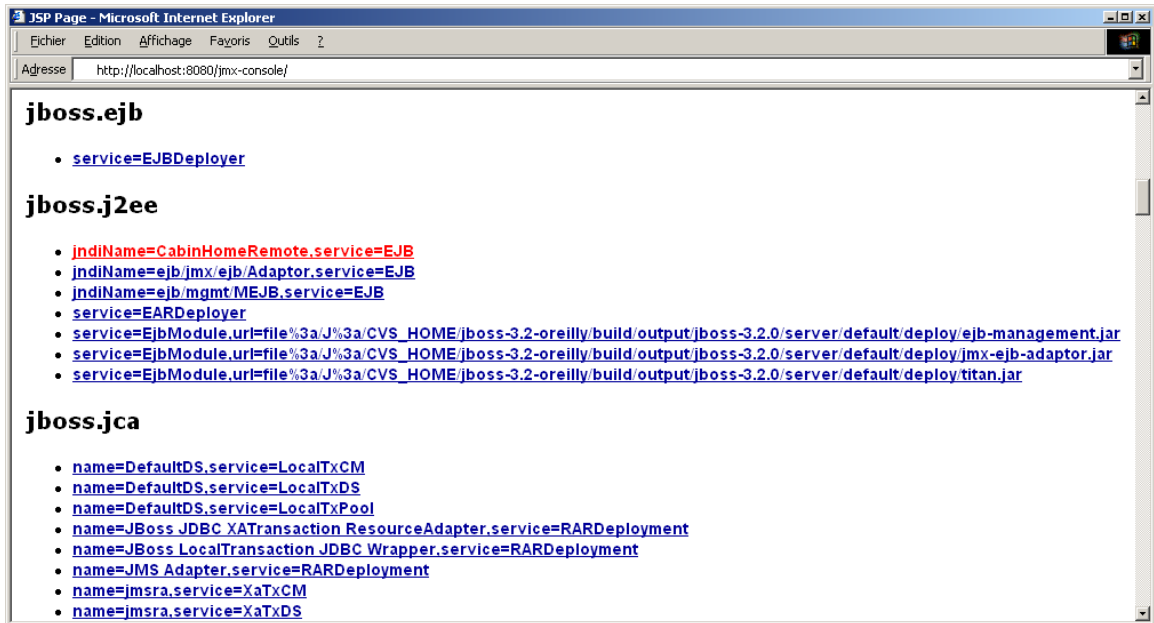 JSP Page - Microsoft Internet Explorer
Fichier Edition Affichage Favoris Outils ?
Adresse http://localhost:8080/jmx-console/
jboss.ejb
service=EJBDeployer
jboss.j2ee
jndiName=CabinHomeRemote,service=EJB
jndiName=ejb/jmx/ejb/Adaptor,service=EJB
jndiName=ejb/mgmt/MEJB,service=EJB
service=EARDeployer
service=EjbModule,url=file%3a/J%3a/CVS_HOME/jboss-3.2-oreilly/build/output/jboss-3.2.0/server/default/deploy/ejb-management.jar
service=EjbModule,url=file%3a/J%3a/CVS_HOME/jboss-3.2-oreilly/build/output/jboss-3.2.0/server/default/deploy/jmx-ejb-adaptor.jar
service=EjbModule,url=file%3a/J%3a/CVS_HOME/jboss-3.2-oreilly/build/output/jboss-3.2.0/server/default/deploy/titan.jar
jboss.jca
name=DefaultDS,service=LocalTxCM
name=DefaultDS,service=LocalTxDS
name=DefaultDS,service=LocalTxPool
name=JBoss JDBC XATransaction ResourceAdapter,service=RARDeployment
name=JBoss LocalTransaction JDBC Wrapper,service=RARDeployment
name=JMS Adapter,service=RARDeployment
name=jmsra,service=XaTxCM
name=jmsra,service=XaTxDS